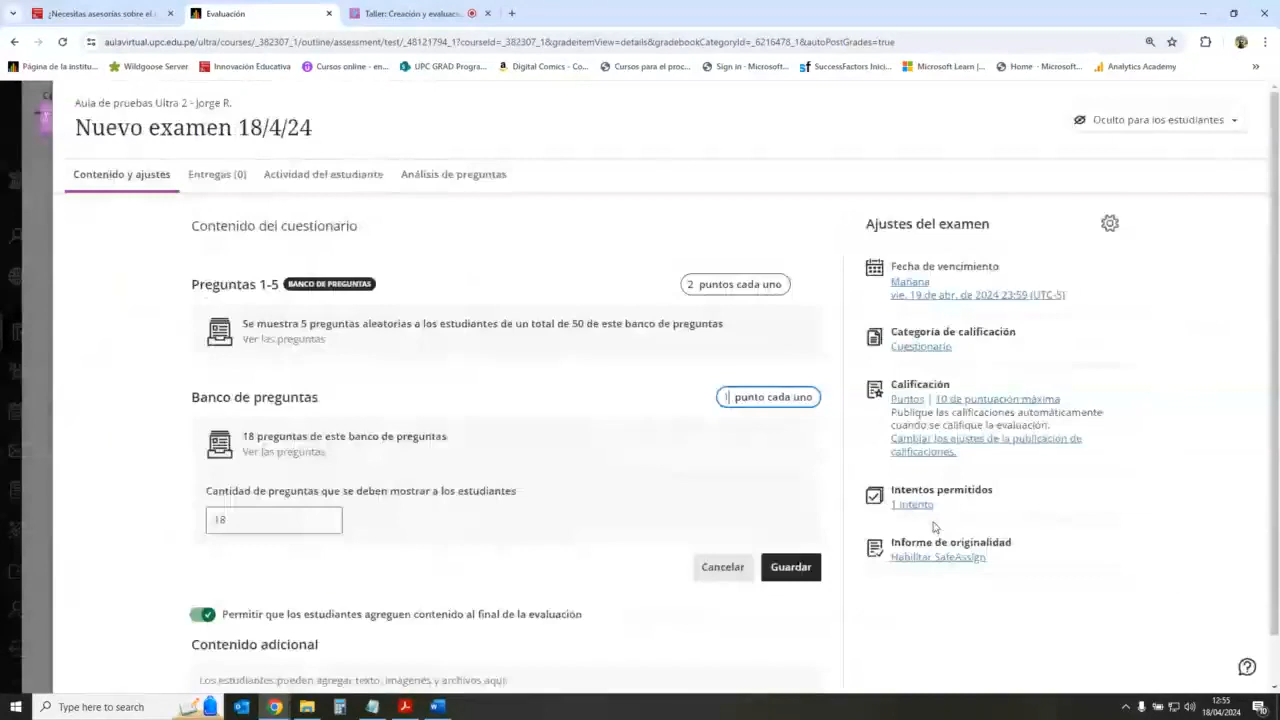 ¿Necesitas asesorías sobre el
Evaluación
Taller: Creación y evaluac
aulavirtual.upc.edu.pe/ultra/courses/_382307_1/outline/assessment/test/_48121794_1?courseId=_382307_1&gradeitemView=details&gradebookCategoryId=_6216478_1&autoPostGrades=true
Página de la institu...
Wildgoose Server
Innovación Educativa
Cursos online - en...
UPC GRAD Progra...
Digital Comics - Co...
Cursos para el proc...
Sign in - Microsoft...
SuccessFactors Inici...
Microsoft Learn |...
Home - Microsoft...
Analytics Academy
»
Aula de pruebas Ultra 2 - Jorge R.
Nuevo examen 18/4/24
Oculto para los estudiantes
Contenido y ajustes
Entregas (0)
Actividad del estudiante
Análisis de preguntas
Contenido del cuestionario
Preguntas 1-5 BANCO DE PREGUNTAS
2 puntos cada uno
Se muestra 5 preguntas aleatorias a los estudiantes de un total de 50 de este banco de preguntas
Ver las preguntas
Banco de preguntas
1 punto cada uno
18 preguntas de este banco de preguntas
Ver las preguntas
Cantidad de preguntas que se deben mostrar a los estudiantes
18
Cancelar
Guardar
Permitir que los estudiantes agreguen contenido al final de la evaluación
Contenido adicional
Los estudiantes pueden agregar texto, imágenes y archivos aquí
Ajustes del examen
Fecha de vencimiento
Mañana
vie, 19 de abr. de 2024 23:59 (UTC-5)
Categoría de calificación
Cuestionario
Calificación
Puntos | 10 de puntuación máxima
Publique las calificaciones automáticamente
cuando se califique la evaluación.
Cambiar los ajustes de la publicación de
calificaciones.
Intentos permitidos
1 intento
Informe de originalidad
Habilitar SafeAssign
Type here to search
12:55
18/04/2024